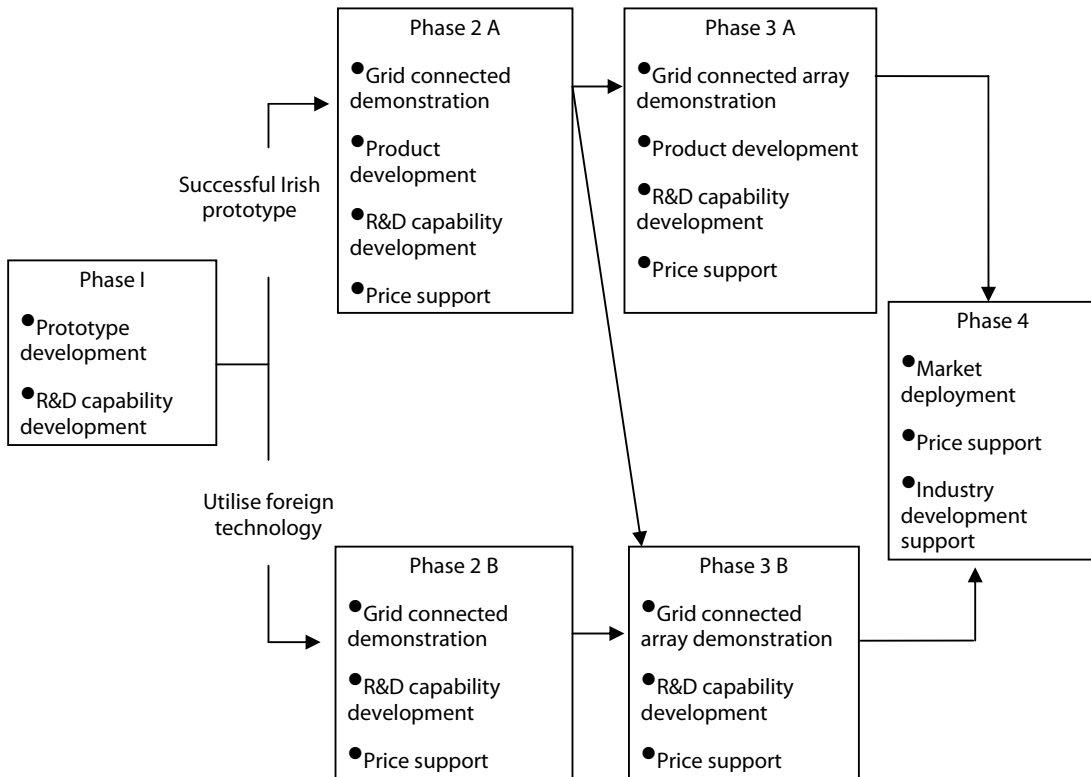 Phase I
●Prototype
development
●R&D capability
development
Successful Irish
prototype
Utilise foreign
technology
Phase 2 A
●Grid connected
demonstration
●Product
development
●R&D capability
development
●Price support
Phase 3 A
●Grid connected array
demonstration
●Product development
●R&D capability
development
●Price support
Phase 2 B
●Grid connected
demonstration
●R&D capability
development
●Price support
Phase 3 B
●Grid connected
array demonstration
●R&D capability
development
●Price support
Phase 4
●Market
deployment
●Price support
●Industry
development
support